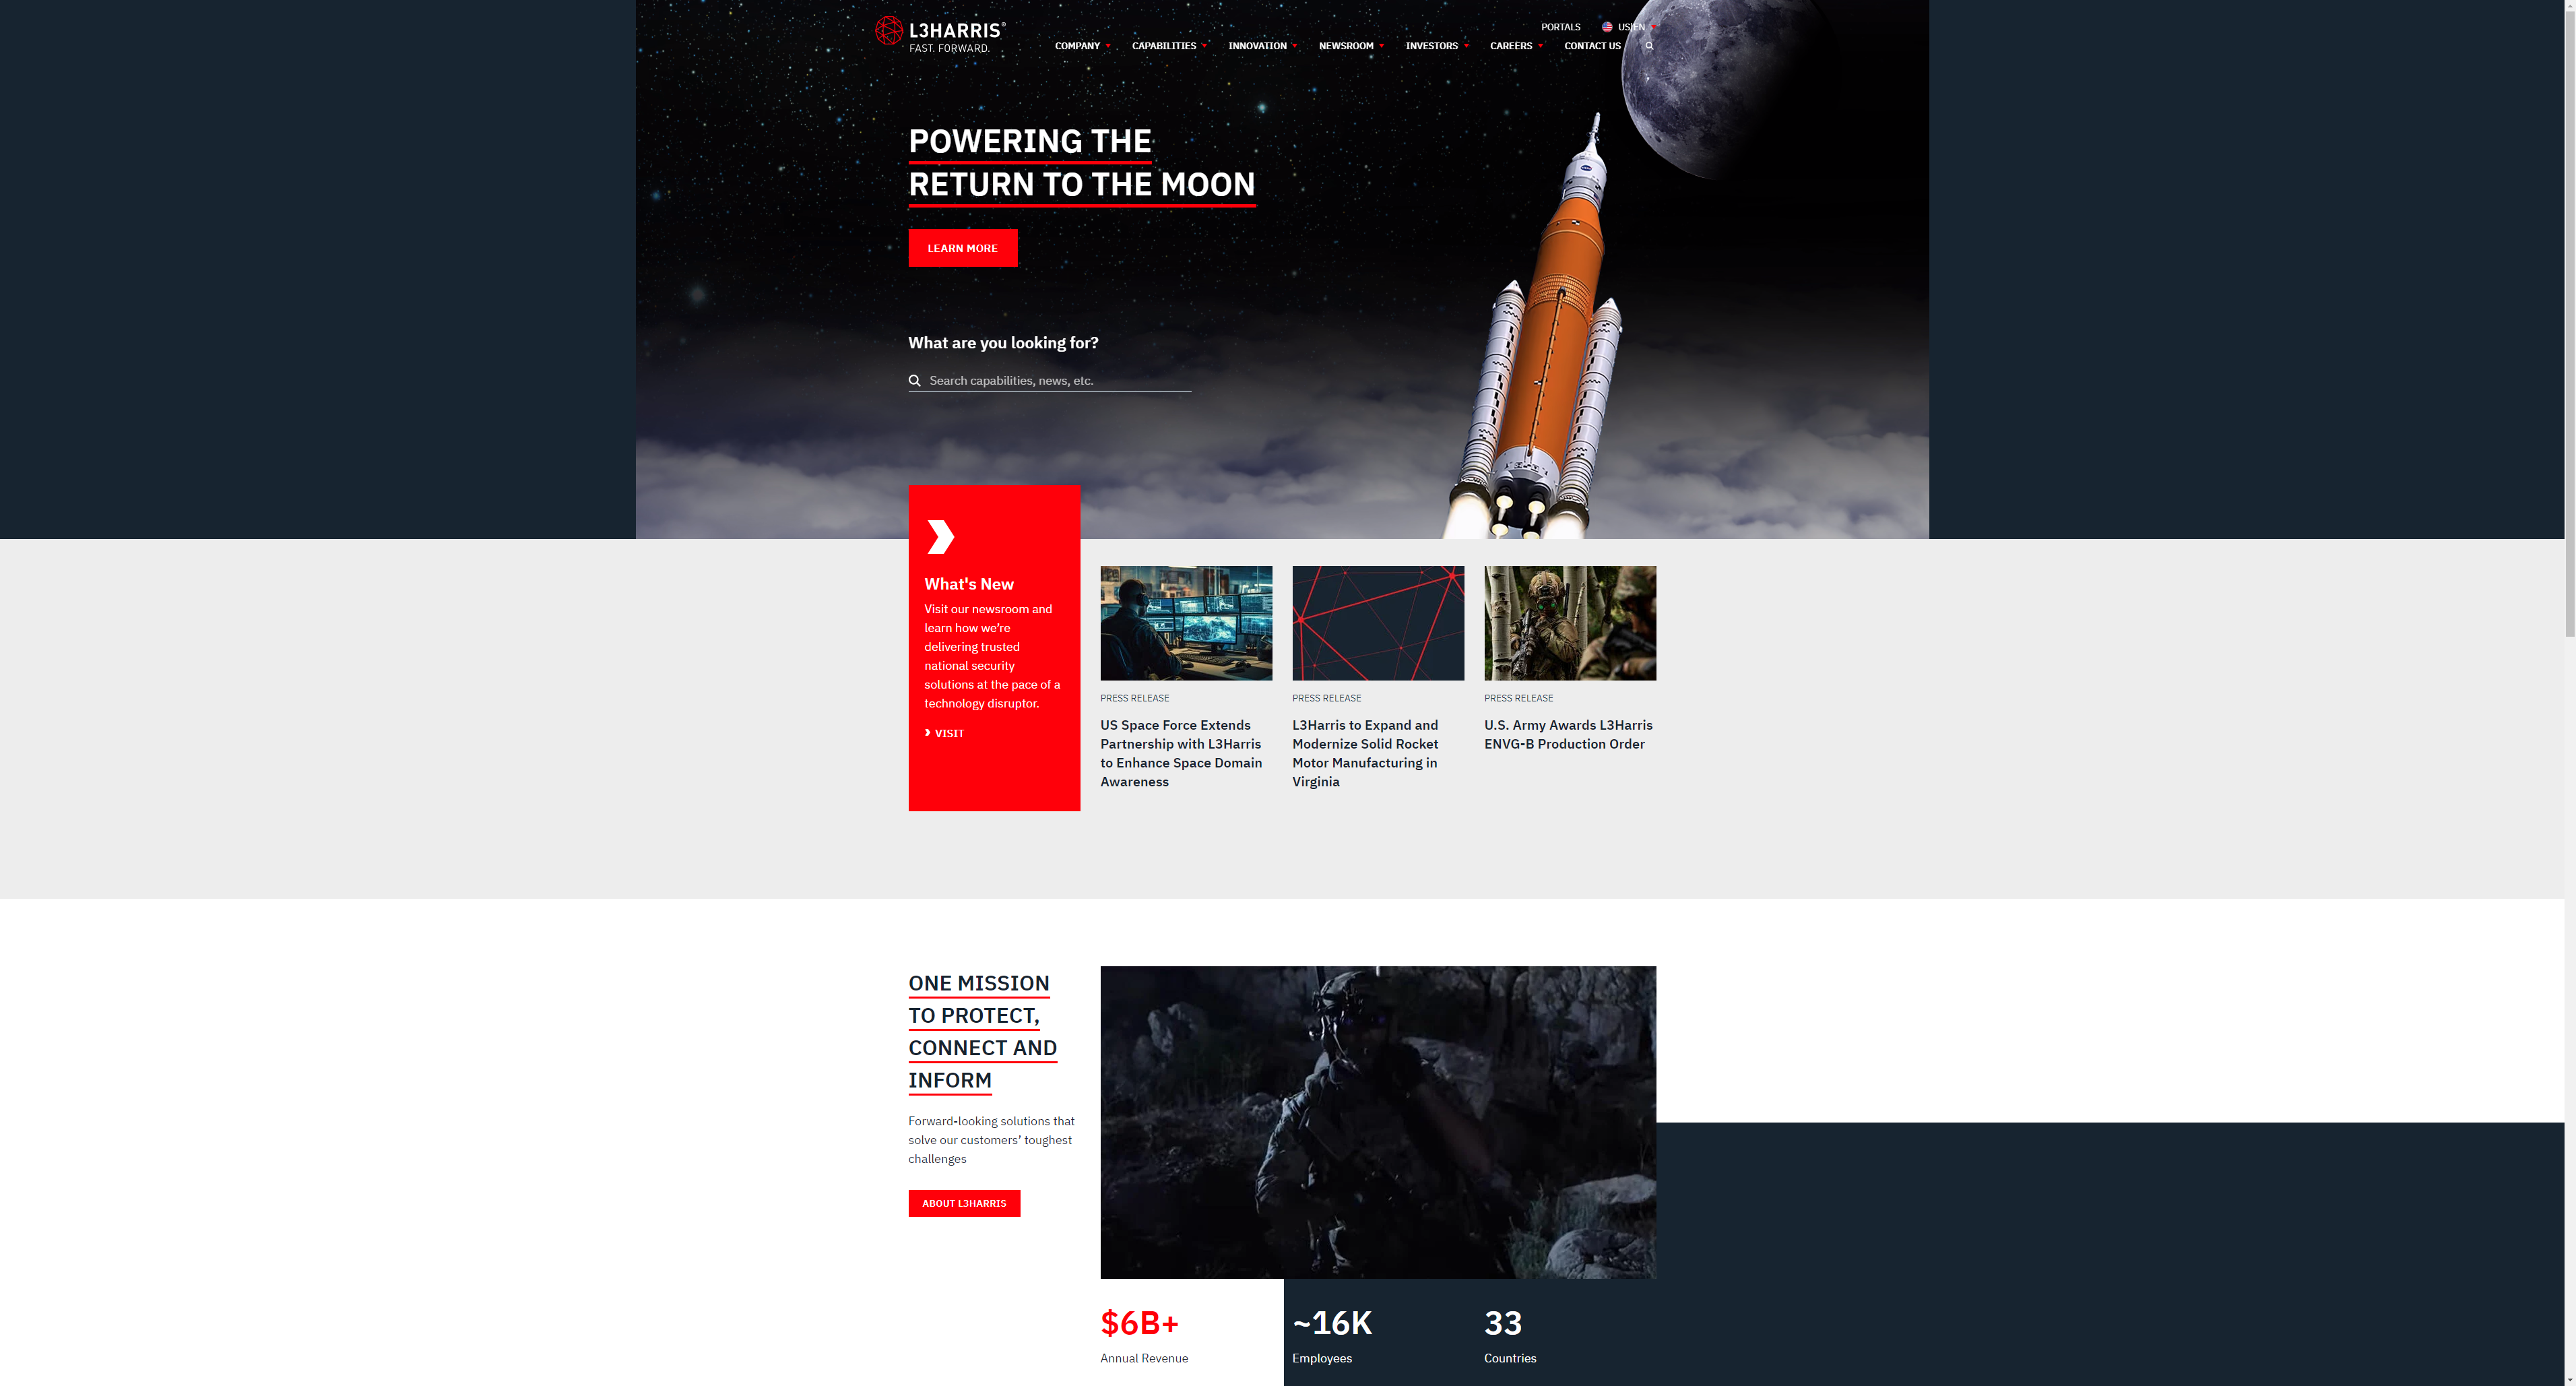 L3HARRIS®
FAST. FORWARD.
PORTALS
US|EN
COMPANY
CAPABILITIES
INNOVATION
NEWSROOM
INVESTORS
CAREERS
CONTACT US
POWERING THE
RETURN TO THE MOON
LEARN MORE
What are you looking for?
Search capabilities, news, etc.
What's New
Visit our newsroom and
learn how we’re
delivering trusted
national security
solutions at the pace of a
technology disruptor.
VISIT
PRESS RELEASE
US Space Force Extends
Partnership with L3Harris
to Enhance Space Domain
Awareness
PRESS RELEASE
L3Harris to Expand and
Modernize Solid Rocket
Motor Manufacturing in
Virginia
PRESS RELEASE
U.S. Army Awards L3Harris
ENVG-B Production Order
ONE MISSION
TO PROTECT,
CONNECT AND
INFORM
Forward-looking solutions that
solve our customers’ toughest
challenges
ABOUT L3HARRIS
$6B+
Annual Revenue
~16K
Employees
33
Countries